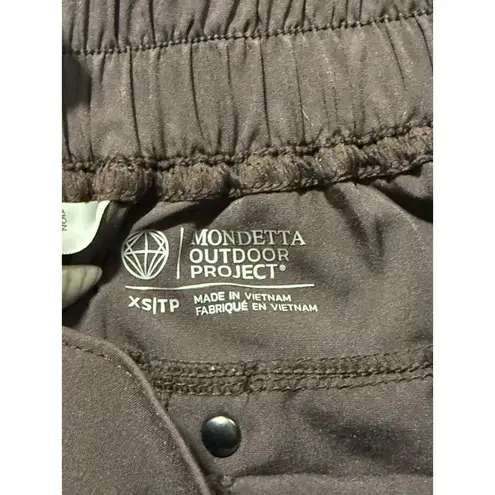 MONDETTA
OUTDOOR
PROJECT®
XS|TP
MADE IN VIETNAM
FABRIQUÉ EN VIETNAM